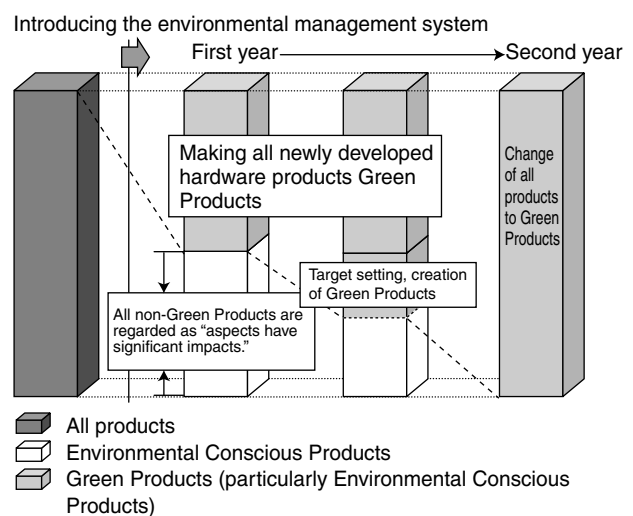 Introducing the environmental management system
First year
Second year
Making all newly developed
hardware products Green
Products
Change
of all
products
to Green
Products
Target setting, creation
of Green Products
All non-Green Products are
regarded as “aspects have
significant impacts.”
All products
Environmental Conscious Products
Green Products (particularly Environmental Conscious
Products)